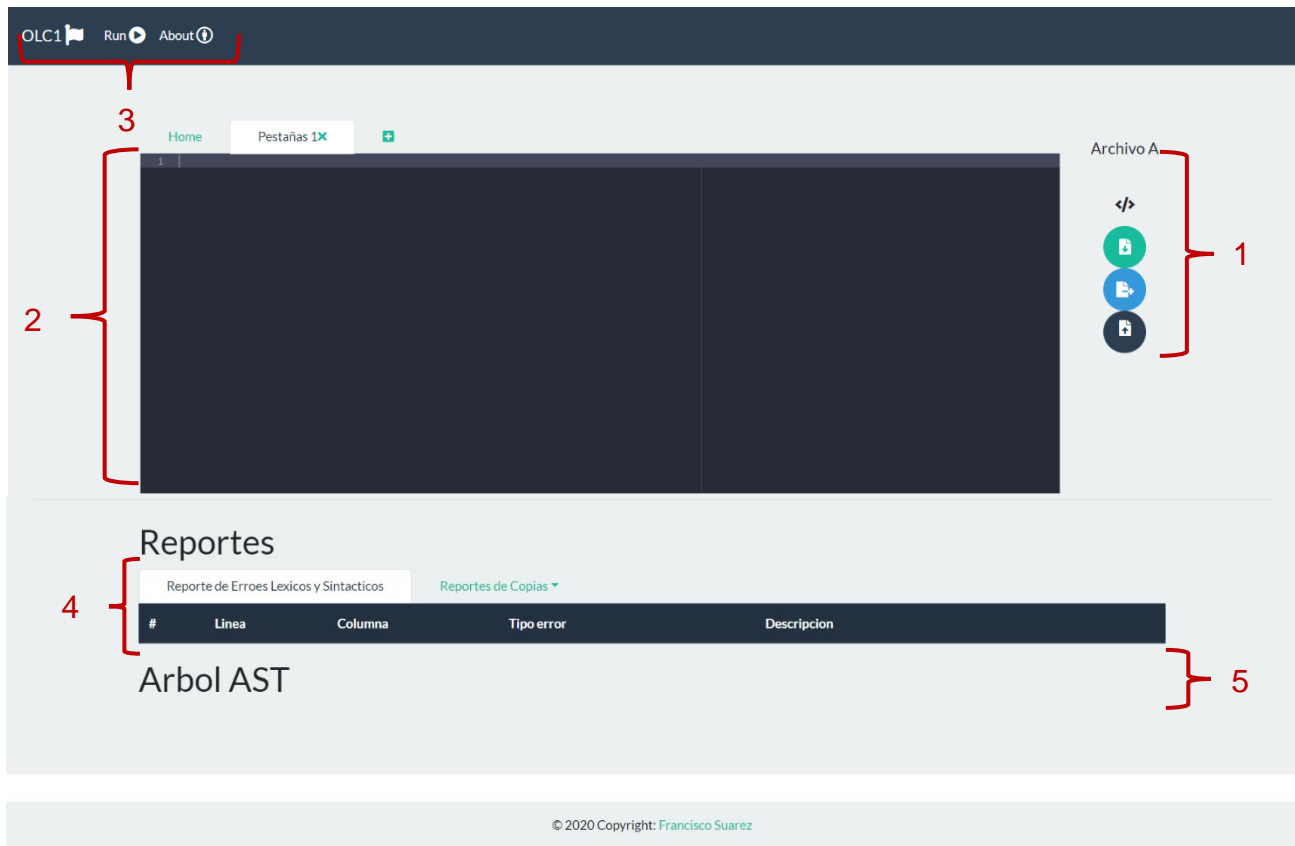 OLC1 Run About
3
Home Pestañas 1
Archivo A
1
</>
1
2
Reportes
Reporte de Erroes Lexicos y Sintacticos Reportes de Copias
4
# Linea Columna Tipo error Descripcion
Arbol AST
5
© 2020 Copyright: Francisco Suarez